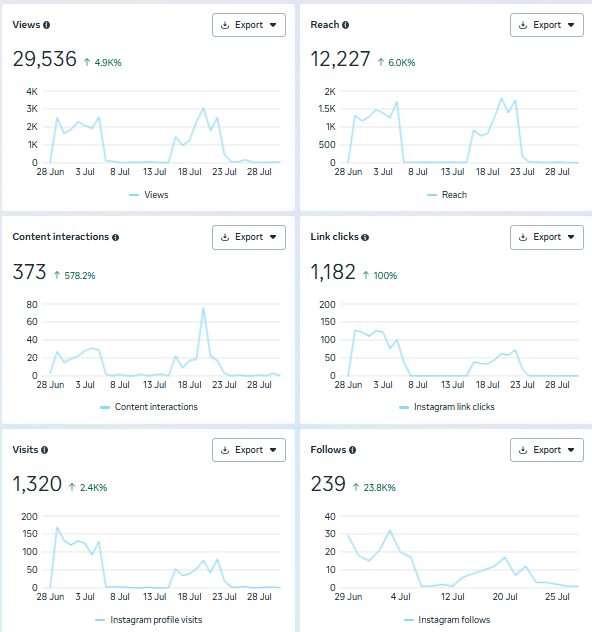 Views
Export
29,536 ↑ 4.9K%
4K
3K
2K
1K
0
28 Jun 3 Jul 8 Jul 13 Jul 18 Jul 23 Jul 28 Jul
Views
Reach
Export
12,227 ↑ 6.0K%
2K
1.5K
1K
500
0
28 Jun 3 Jul 8 Jul 13 Jul 18 Jul 23 Jul 28 Jul
Reach
Content interactions
Export
373 ↑ 578.2%
80
60
40
20
0
28 Jun 3 Jul 8 Jul 13 Jul 18 Jul 23 Jul 28 Jul
Content interactions
Link clicks
Export
1,182 ↑ 100%
200
150
100
50
0
28 Jun 3 Jul 8 Jul 13 Jul 18 Jul 23 Jul 28 Jul
Instagram link clicks
Visits
Export
1,320 ↑ 2.4K%
200
150
100
50
0
28 Jun 3 Jul 8 Jul 13 Jul 18 Jul 23 Jul 28 Jul
Instagram profile visits
Follows
Export
239 ↑ 23.8K%
40
30
20
10
0
29 Jun 4 Jul 12 Jul 20 Jul 25 Jul
Instagram follows